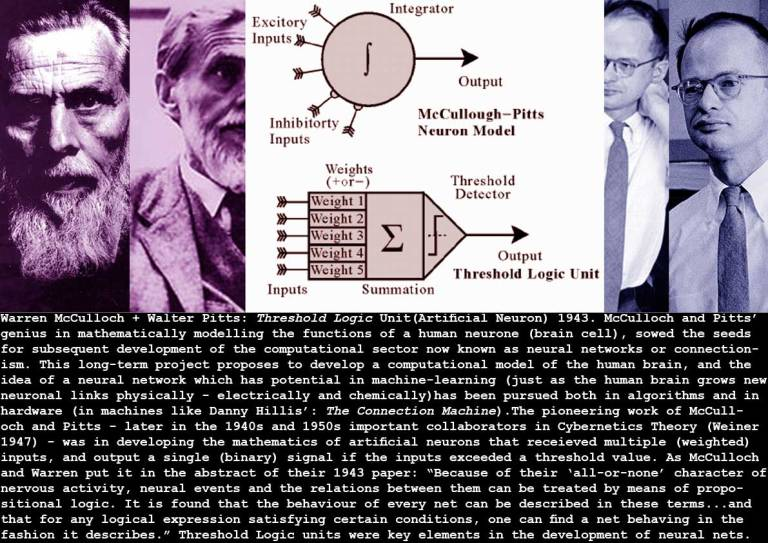 Excitory
Inputs
Integrator
∫
Output
Inhibitorty
Inputs
McCullough–Pitts
Neuron Model
Weights
(+or–)
Threshold
Detector
Weight 1
Weight 2
Weight 3
Weight 4
Weight 5
Σ
Output
Inputs
Summation
Threshold Logic Unit
Warren McCulloch + Walter Pitts: Threshold Logic Unit(Artificial Neuron) 1943. McCulloch and Pitts’
genius in mathematically modelling the functions of a human neurone (brain cell), sowed the seeds
for subsequent development of the computational sector now known as neural networks or connection-
ism. This long-term project proposes to develop a computational model of the human brain, and the
idea of a neural network which has potential in machine-learning (just as the human brain grows new
neuronal links physically - electrically and chemically)has been pursued both in algorithms and in
hardware (in machines like Danny Hillis’: The Connection Machine).The pioneering work of McCull-
och and Pitts - later in the 1940s and 1950s important collaborators in Cybernetics Theory (Weiner
1947) - was in developing the mathematics of artificial neurons that receieved multiple (weighted)
inputs, and output a single (binary) signal if the inputs exceeded a threshold value. As McCulloch
and Warren put it in the abstract of their 1943 paper: “Because of their ‘all-or-none’ character of
nervous activity, neural events and the relations between them can be treated by means of propo-
sitional logic. It is found that the behaviour of every net can be described in these terms...and
that for any logical expression satisfying certain conditions, one can find a net behaving in the
fashion it describes.” Threshold Logic units were key elements in the development of neural nets.